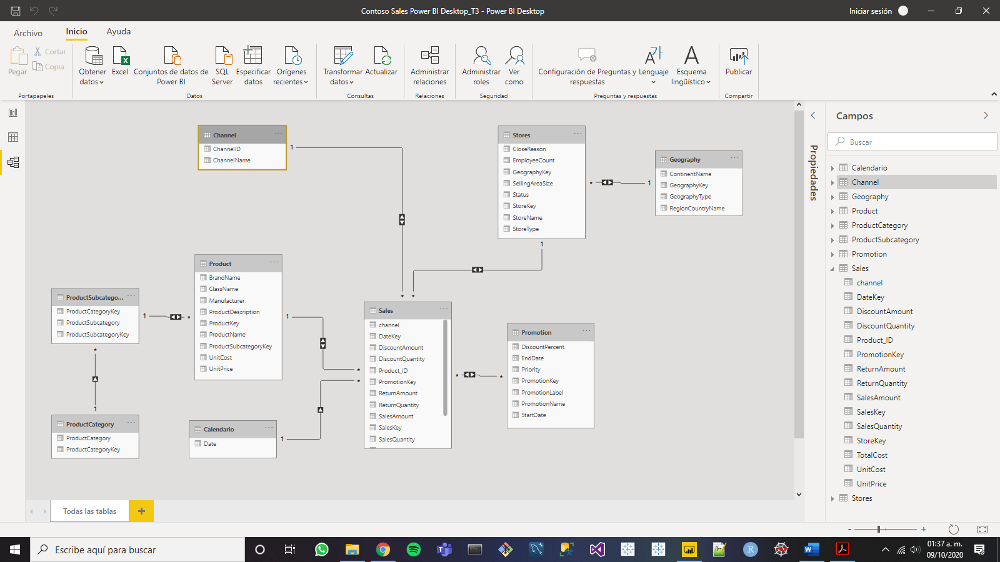 Contoso Sales Power BI Desktop_T3 - Power BI Desktop
Iniciar sesión
Archivo
Inicio
Ayuda
Pegar
Cortar
Copia
Portapapeles
Obtener datos
Excel
Conjuntos de datos de Power BI
SQL Server
Especificar datos
Orígenes recientes
Datos
Transformar datos
Actualizar
Consultas
Administrar relaciones
Relaciones
Administrar roles
Ver como
Seguridad
Configuración de Preguntas y respuestas
Lenguaje
Esquema lingüístico
Preguntas y respuestas
Publicar
Compartir
Channel
ChannelID
ChannelName
1
Stores
CloseReason
EmployeeCount
GeographyKey
SellingAreaSize
Status
StoreKey
StoreName
StoreType
* 1
1
Geography
ContinentName
GeographyKey
GeographyType
RegionCountryName
Product
BrandName
ClassName
Manufacturer
ProductDescription
ProductKey
ProductName
ProductSubcategoryKey
UnitCost
UnitPrice
ProductSubcatego...
ProductCategoryKey
ProductSubcategory
ProductSubcategoryKey
1 *
*
1
ProductCategory
ProductCategory
ProductCategoryKey
Calendario
Date
1 *
1 *
* *
Sales
channel
DateKey
DiscountAmount
DiscountQuantity
Product_ID
PromotionKey
ReturnAmount
ReturnQuantity
SalesAmount
SalesKey
SalesQuantity
* *
Promotion
DiscountPercent
EndDate
Priority
PromotionKey
PromotionLabel
PromotionName
StartDate
Propiedades
Campos
Buscar
Calendario
Channel
Geography
Product
ProductCategory
ProductSubcategory
Promotion
Sales
channel
DateKey
DiscountAmount
DiscountQuantity
Product_ID
PromotionKey
ReturnAmount
ReturnQuantity
SalesAmount
SalesKey
SalesQuantity
StoreKey
TotalCost
UnitCost
UnitPrice
Stores
Todas las tablas
+
- +
Escribe aquí para buscar
R
W
01:37 a. m.
09/10/2020